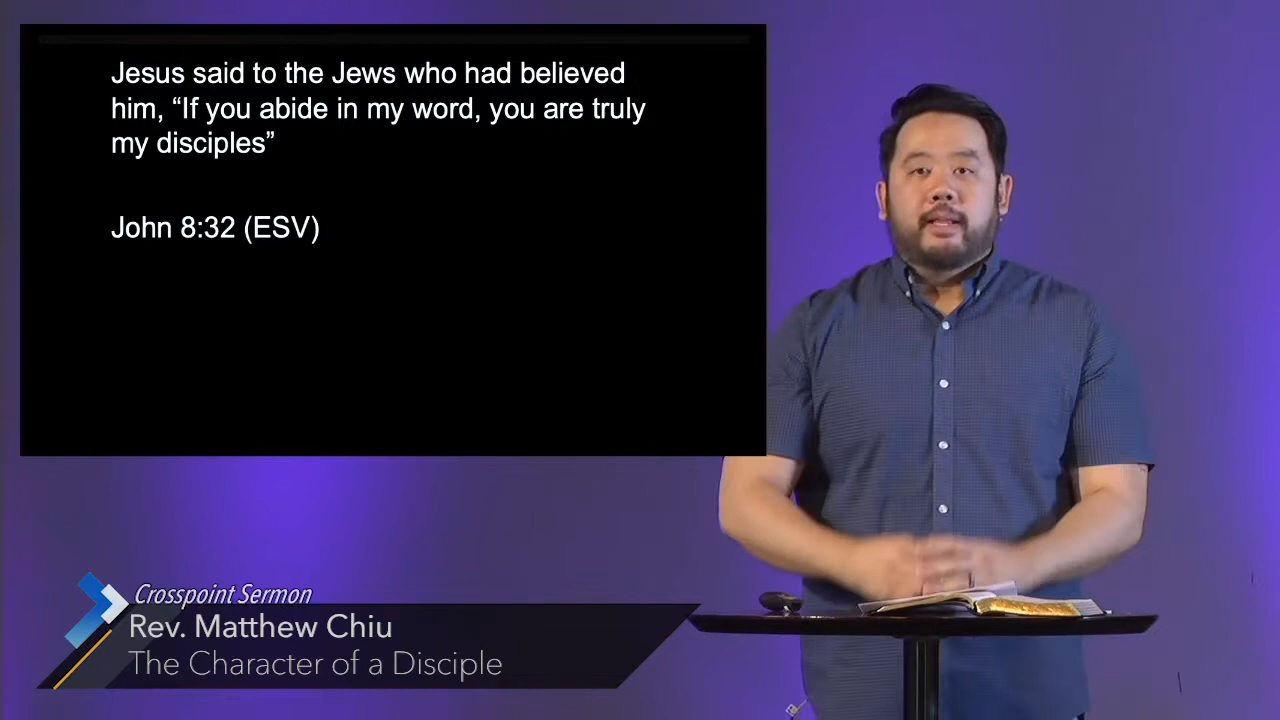 Jesus said to the Jews who had believed
him, “If you abide in my word, you are truly
my disciples”
John 8:32 (ESV)
Crosspoint Sermon
Rev. Matthew Chiu
The Character of a Disciple